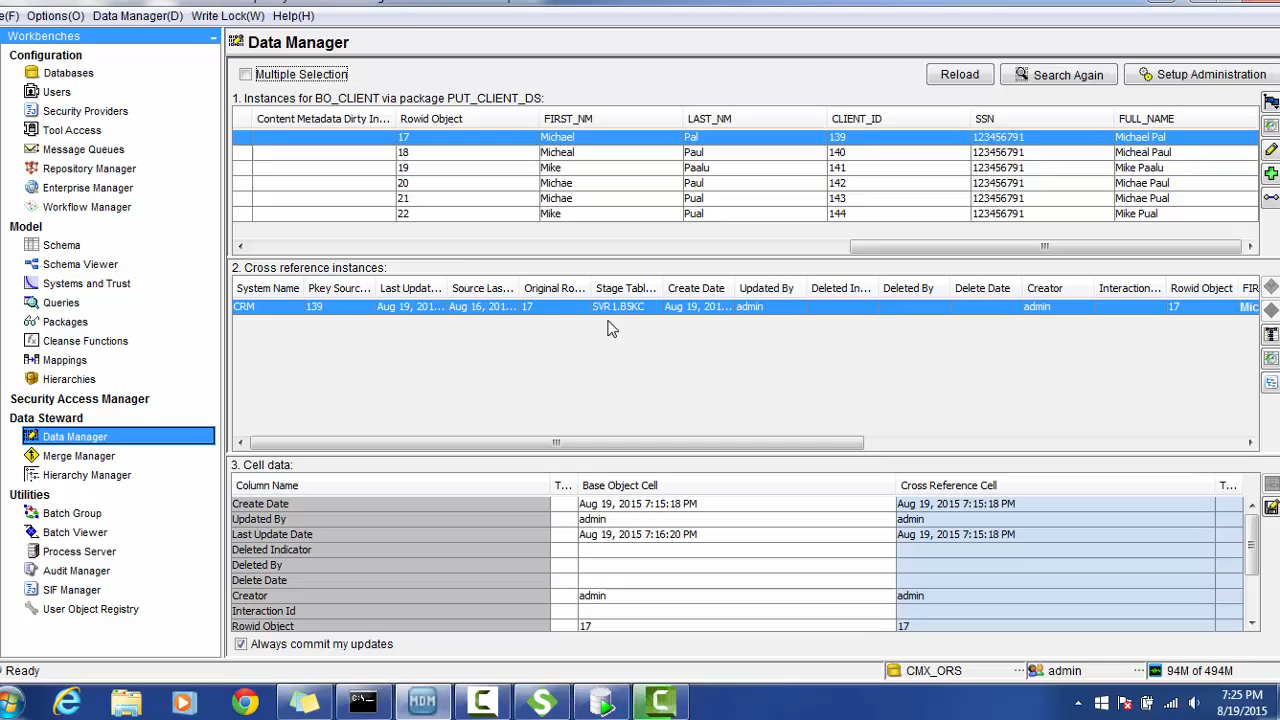 e(F) Options(O) Data Manager(D) Write Lock(W) Help(H)
Workbenches
Configuration
Databases
Users
Security Providers
Tool Access
Message Queues
Repository Manager
Enterprise Manager
Workflow Manager
Model
Schema
Schema Viewer
Systems and Trust
Queries
Packages
Cleanse Functions
Mappings
Hierarchies
Security Access Manager
Data Steward
Data Manager
Merge Manager
Hierarchy Manager
Utilities
Batch Group
Batch Viewer
Process Server
Audit Manager
SIF Manager
User Object Registry
Data Manager
Multiple Selection Reload Search Again Setup Administration
1. Instances for BO_CLIENT via package PUT_CLIENT_DS:
Content Metadata Dirty In... Rowid Object FIRST_NM LAST_NM CLIENT_ID SSN FULL_NAME
17 Michael Pal 139 123456791 Michael Pal
18 Micheal Paul 140 123456791 Micheal Paul
19 Mike Paalu 141 123456791 Mike Paalu
20 Michae Paul 142 123456791 Michae Paul
21 Michae Pual 143 123456791 Michae Pual
22 Mike Pual 144 123456791 Mike Pual
2. Cross reference instances:
System Name Pkey Sourc... Last Updat... Source Las... Original Ro... Stage Tabl... Create Date Updated By Deleted In... Deleted By Delete Date Creator Interaction... Rowid Object FIR
CRM 139 Aug 19, 201... Aug 16, 201... 17 SVR1.B5KC Aug 19, 201... admin admin 17 Mic
3. Cell data:
Column Name T... Base Object Cell Cross Reference Cell T...
Create Date Aug 19, 2015 7:15:18 PM Aug 19, 2015 7:15:18 PM
Updated By admin admin
Last Update Date Aug 19, 2015 7:16:20 PM Aug 19, 2015 7:15:18 PM
Deleted Indicator
Deleted By
Delete Date
Creator admin admin
Interaction Id
Rowid Object 17 17
Always commit my updates
Ready CMX_ORS ... admin ... 94M of 494M
MDM
7:25 PM
8/19/2015